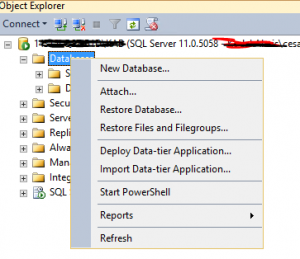 Object Explorer
Connect
(SQL Server 11.0.5058 -
Databases
New Database...
Attach...
Restore Database...
Restore Files and Filegroups...
Deploy Data-tier Application...
Import Data-tier Application...
Start PowerShell
Reports
Refresh
S
D
Secu
Serve
Repli
Alwa
Man
Integ
SQL